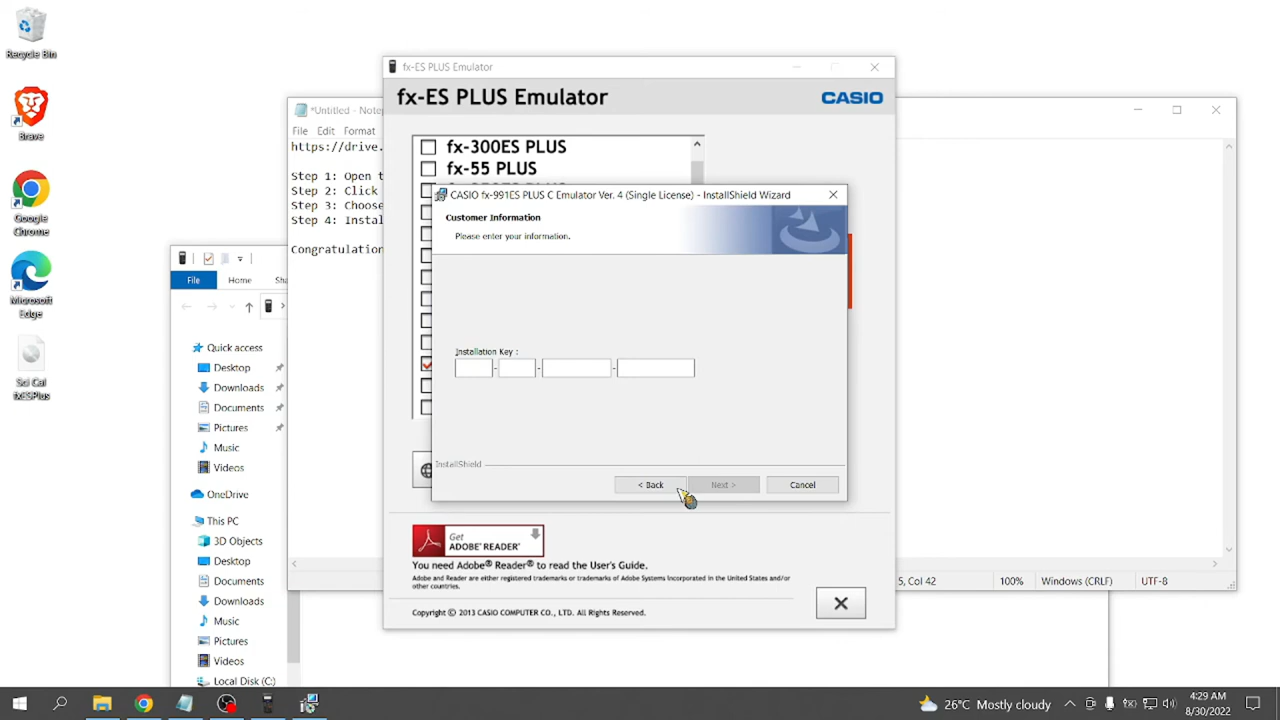 Recycle Bin
Brave
Google
Chrome
Microsoft
Edge
Sci Cal
fxESPlus
fx-ES PLUS Emulator
fx-ES PLUS Emulator
CASIO
*Untitled - Note
File Edit Format
https://drive.
Step 1: Open t
Step 2: Click
Step 3: Choose
Step 4: Instal
Congratulation
fx-300ES PLUS
fx-55 PLUS
CASIO fx-991ES PLUS C Emulator Ver. 4 (Single License) - InstallShield Wizard
Customer Information
Please enter your information.
Installation Key :
- - -
InstallShield
< Back
Next >
Cancel
File
Home
Sha
Quick access
Desktop
Downloads
Documents
Pictures
Music
Videos
OneDrive
This PC
3D Objects
Desktop
Documents
Downloads
Music
Pictures
Videos
Local Disk (C:)
Get
ADOBE® READER®
You need Adobe® Reader® to read the User's Guide.
Adobe and Reader are either registered trademarks or trademarks of Adobe Systems Incorporated in the United States and/or
other countries.
Copyright © 2013 CASIO COMPUTER CO., LTD. All Rights Reserved.
5, Col 42
100%
Windows (CRLF)
UTF-8
26°C Mostly cloudy
4:29 AM
8/30/2022